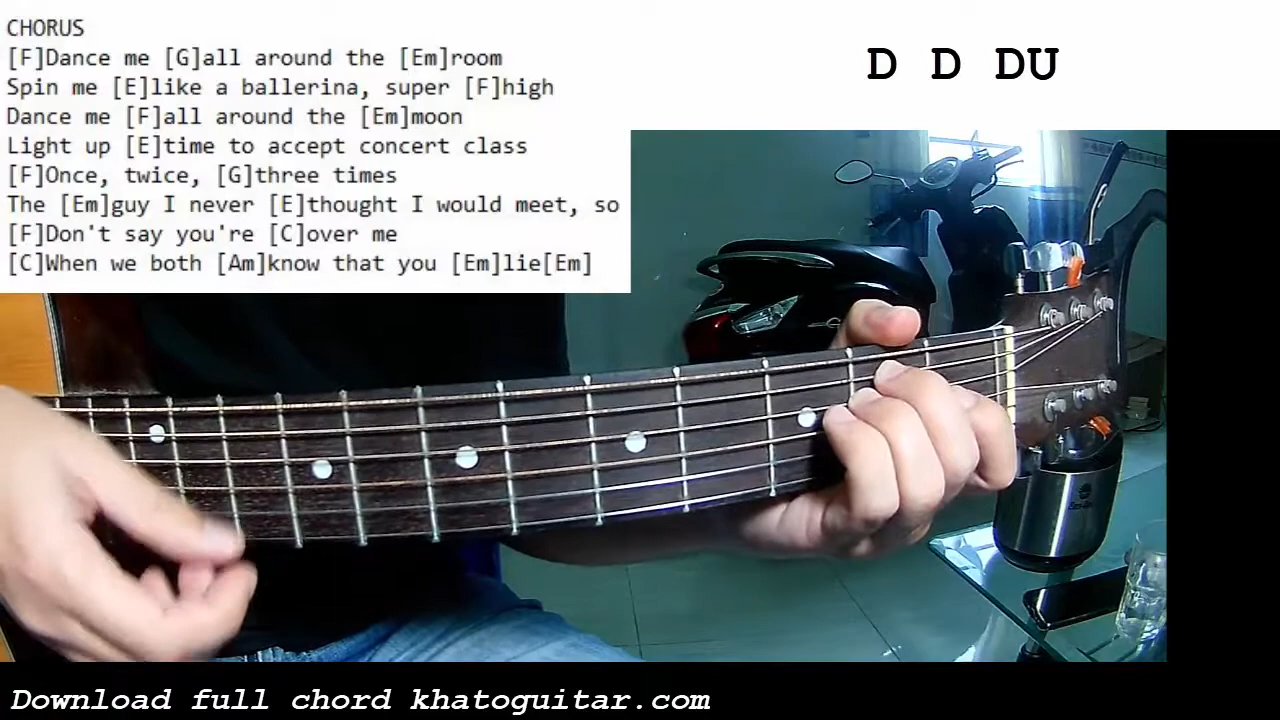 CHORUS
[F]Dance me [G]all around the [Em]room
Spin me [E]like a ballerina, super [F]high
Dance me [F]all around the [Em]moon
Light up [E]time to accept concert class
[F]Once, twice, [G]three times
The [Em]guy I never [E]thought I would meet, so
[F]Don't say you're [C]over me
[C]When we both [Am]know that you [Em]lie[Em]
D D DU
Download full chord khatoguitar.com